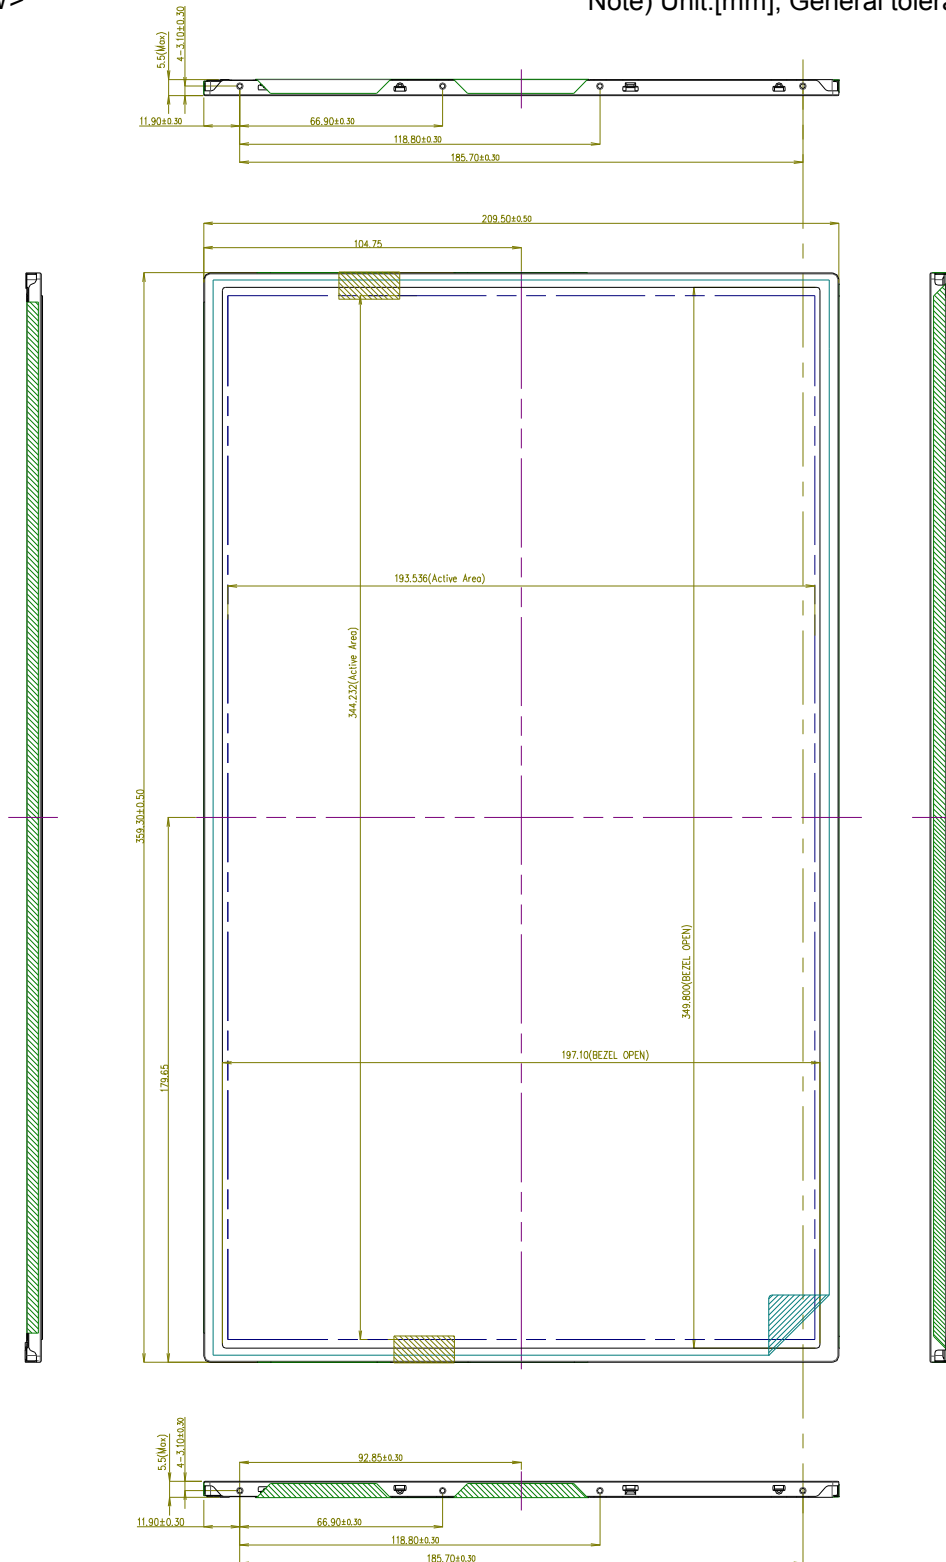 Note) Unit:[mm], General tolera
5.5(Max)
4-3.10±0.30
11.90±0.30
66.90±0.30
118.80±0.30
185.70±0.30
209.50±0.50
104.75
193.536(Active Area)
344.232(Active Area)
359.30±0.50
349.800(BEZEL OPEN)
197.10(BEZEL OPEN)
179.65
5.5(Max)
4-3.10±0.30
92.85±0.30
11.90±0.30
66.90±0.30
118.80±0.30
185.70±0.30